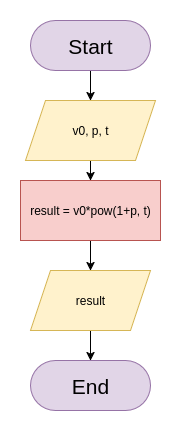 Start
v0, p, t
result = v0*pow(1+p, t)
result
End